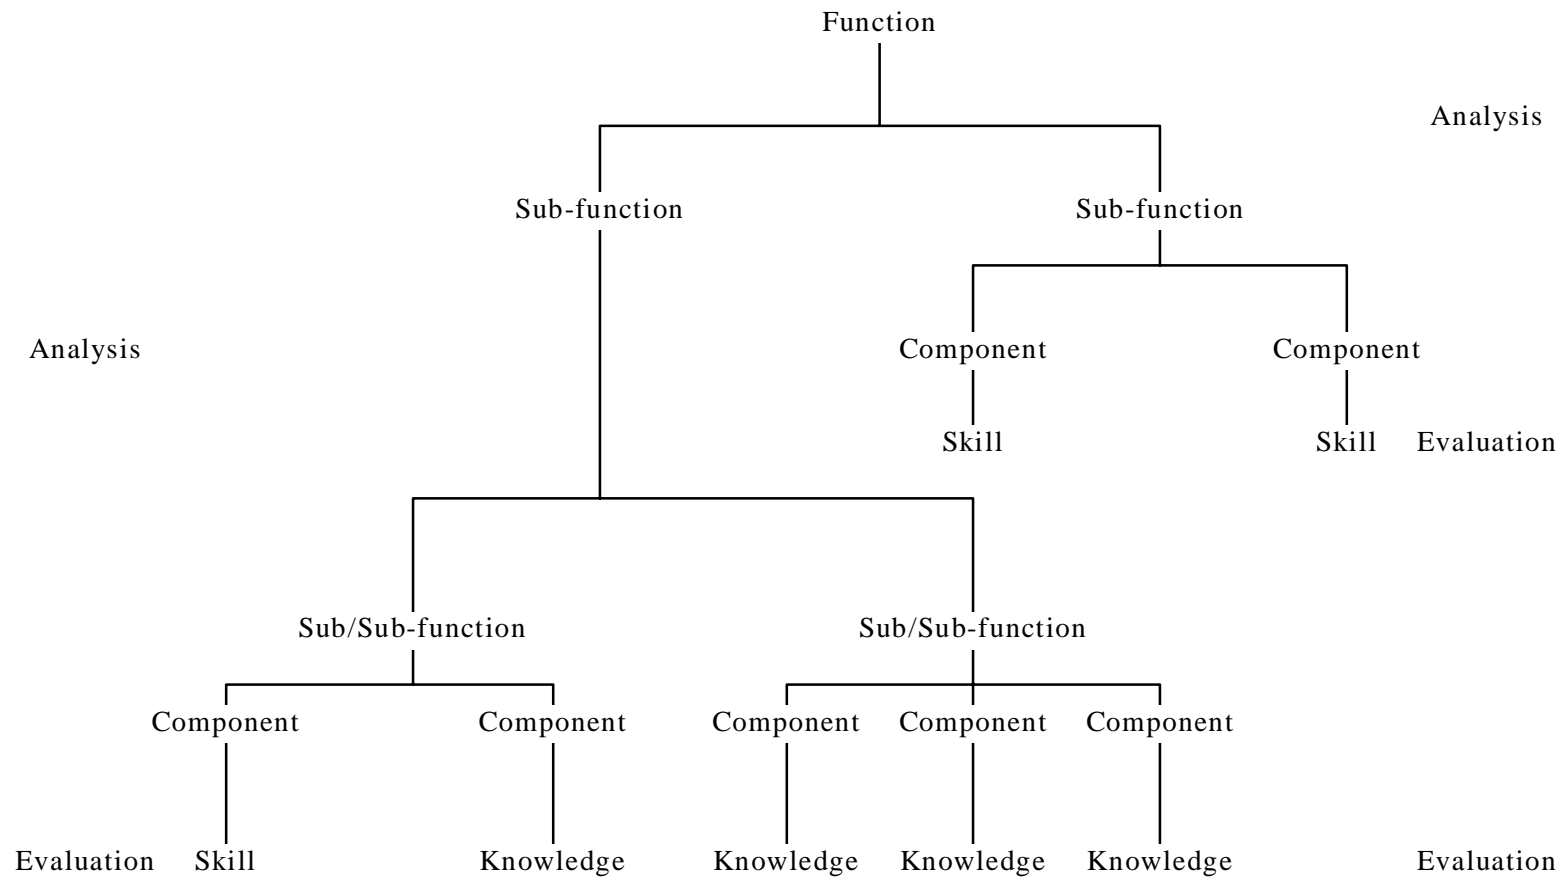 Function
Analysis
Sub-function Sub-function
Analysis Component Component
Skill Skill Evaluation
Sub/Sub-function Sub/Sub-function
Component Component Component Component Component
Evaluation Skill Knowledge Knowledge Knowledge Knowledge Evaluation